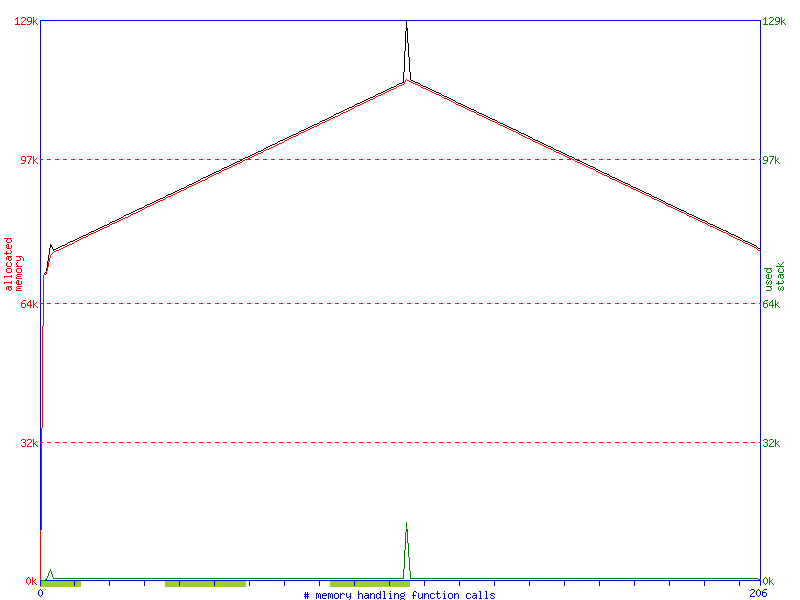 129k
129k
97k
97k
allocated
memory
used
stack
64k
64k
32k
32k
0k
0k
0
# memory handling function calls
206